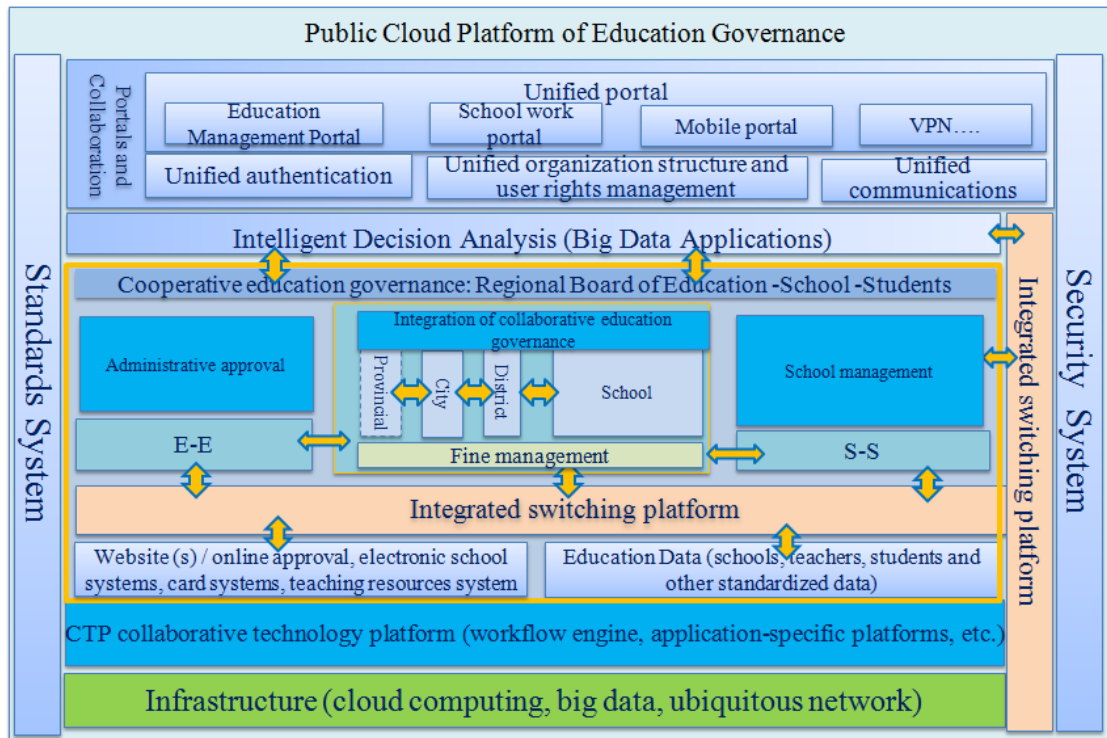 Public Cloud Platform of Education Governance
Standards System
Portals and
Collaboration
Unified portal
Education
Management Portal
School work
portal
Mobile portal
VPN....
Unified authentication
Unified organization structure and
user rights management
Unified
communications
Intelligent Decision Analysis (Big Data Applications)
Cooperative education governance: Regional Board of Education -School -Students
Administrative approval
E-E
Integration of collaborative education
governance
Provincial
City
District
School
Fine management
School management
S-S
Integrated switching platform
Website (s) / online approval, electronic school
systems, card systems, teaching resources system
Education Data (schools, teachers, students and
other standardized data)
CTP collaborative technology platform (workflow engine, application-specific platforms, etc.)
Infrastructure (cloud computing, big data, ubiquitous network)
Integrated switching platform
Security System